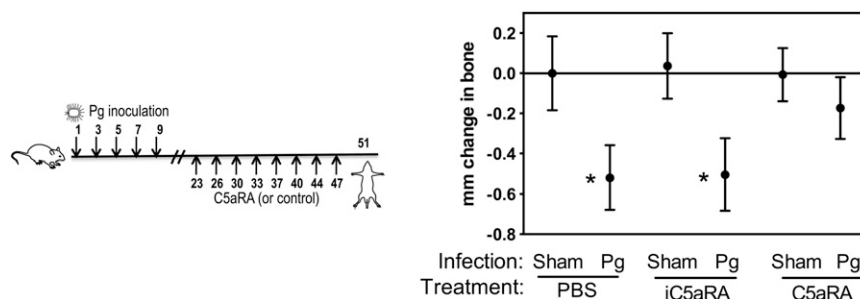 Pg inoculation
1 3 5 7 9
51
23 26 30 33 37 40 44 47
C5aRA (or control)
mm change in bone
0.2
0.0
-0.2
-0.4
-0.6
-0.8
*
*
Infection: Sham Pg Sham Pg Sham Pg
Treatment: PBS iC5aRA C5aRA